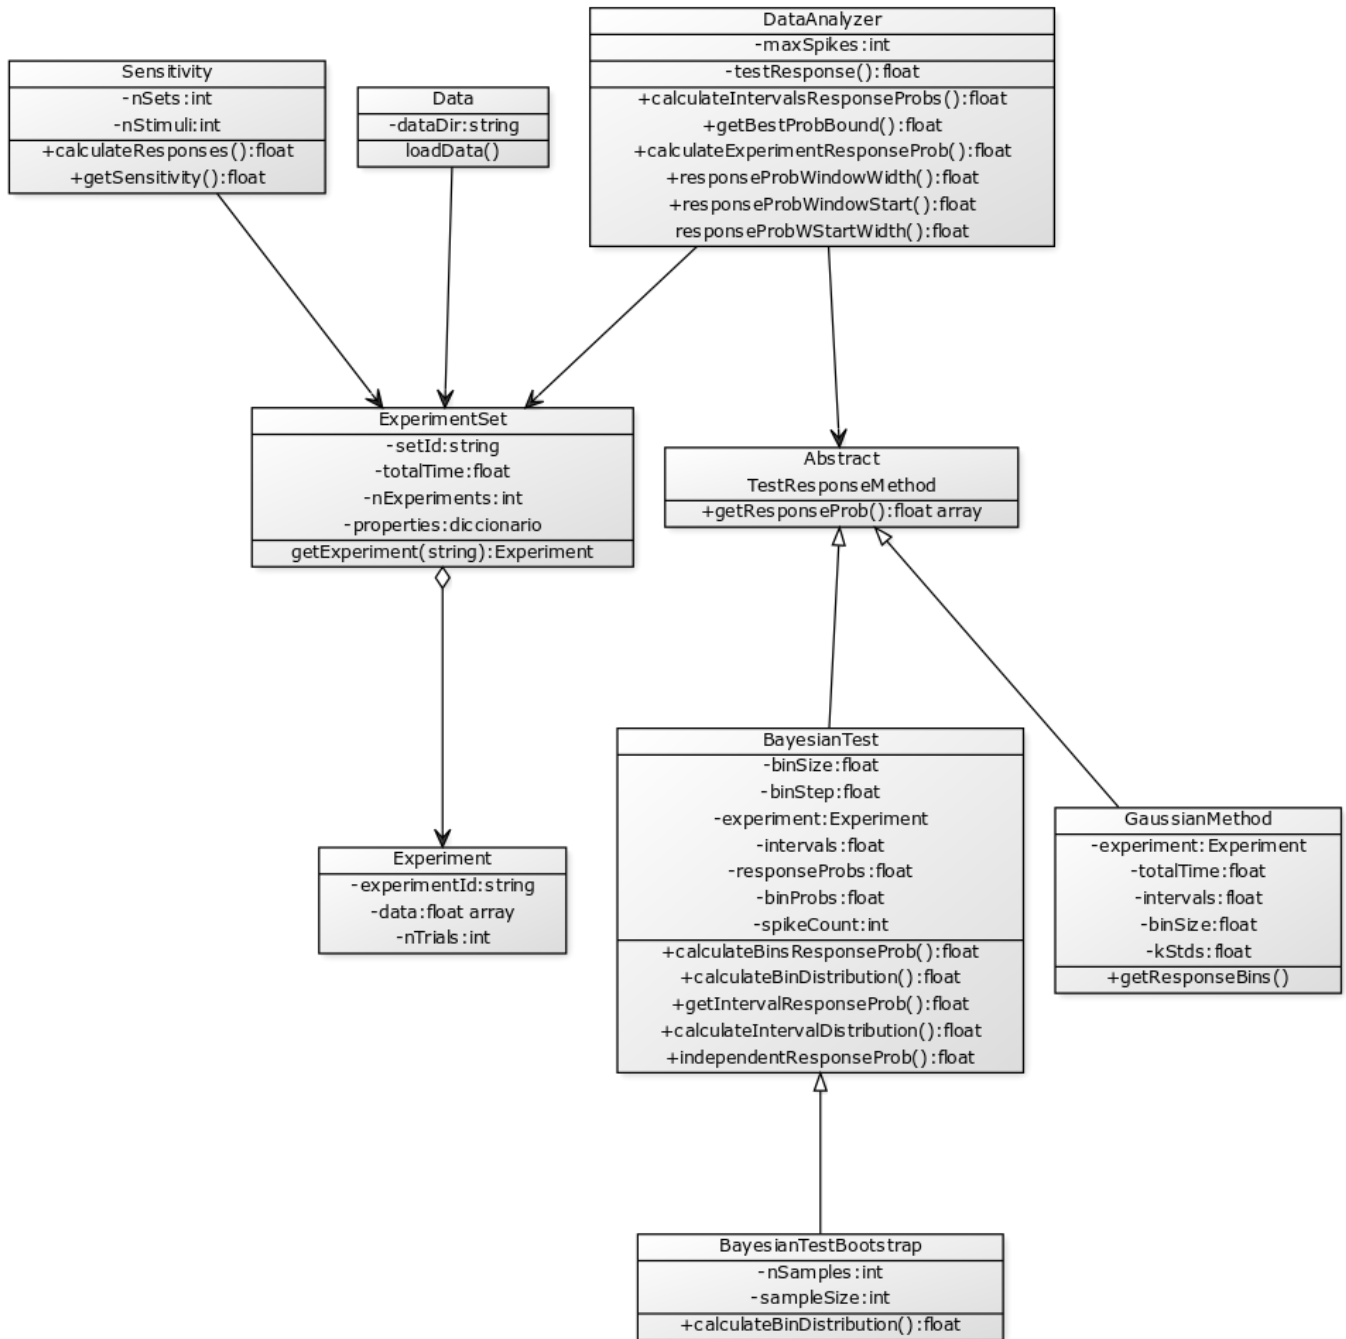 DataAnalyzer
-maxSpikes:int
-testResponse():float
+calculateIntervalsResponseProbs():float
+getBestProbBound():float
+calculateExperimentResponseProb():float
+responseProbWindowWidth():float
+responseProbWindowStart():float
responseProbWStartWidth():float
Sensitivity
-nSets:int
-nStimuli:int
+calculateResponses():float
+getSensitivity():float
Data
-dataDir:string
loadData()
ExperimentSet
-setId:string
-totalTime:float
-nExperiments:int
-properties:diccionario
getExperiment(string):Experiment
Abstract
TestResponseMethod
+getResponseProb():float array
BayesianTest
-binSize:float
-binStep:float
-experiment:Experiment
-intervals:float
-responseProbs:float
-binProbs:float
-spikeCount:int
+calculateBinsResponseProb():float
+calculateBinDistribution():float
+getIntervalResponseProb():float
+calculateIntervalDistribution():float
+independentResponseProb():float
GaussianMethod
-experiment:Experiment
-totalTime:float
-intervals:float
-binSize:float
-kStds:float
+getResponseBins()
Experiment
-experimentId:string
-data:float array
-nTrials:int
BayesianTestBootstrap
-nSamples:int
-sampleSize:int
+calculateBinDistribution():float